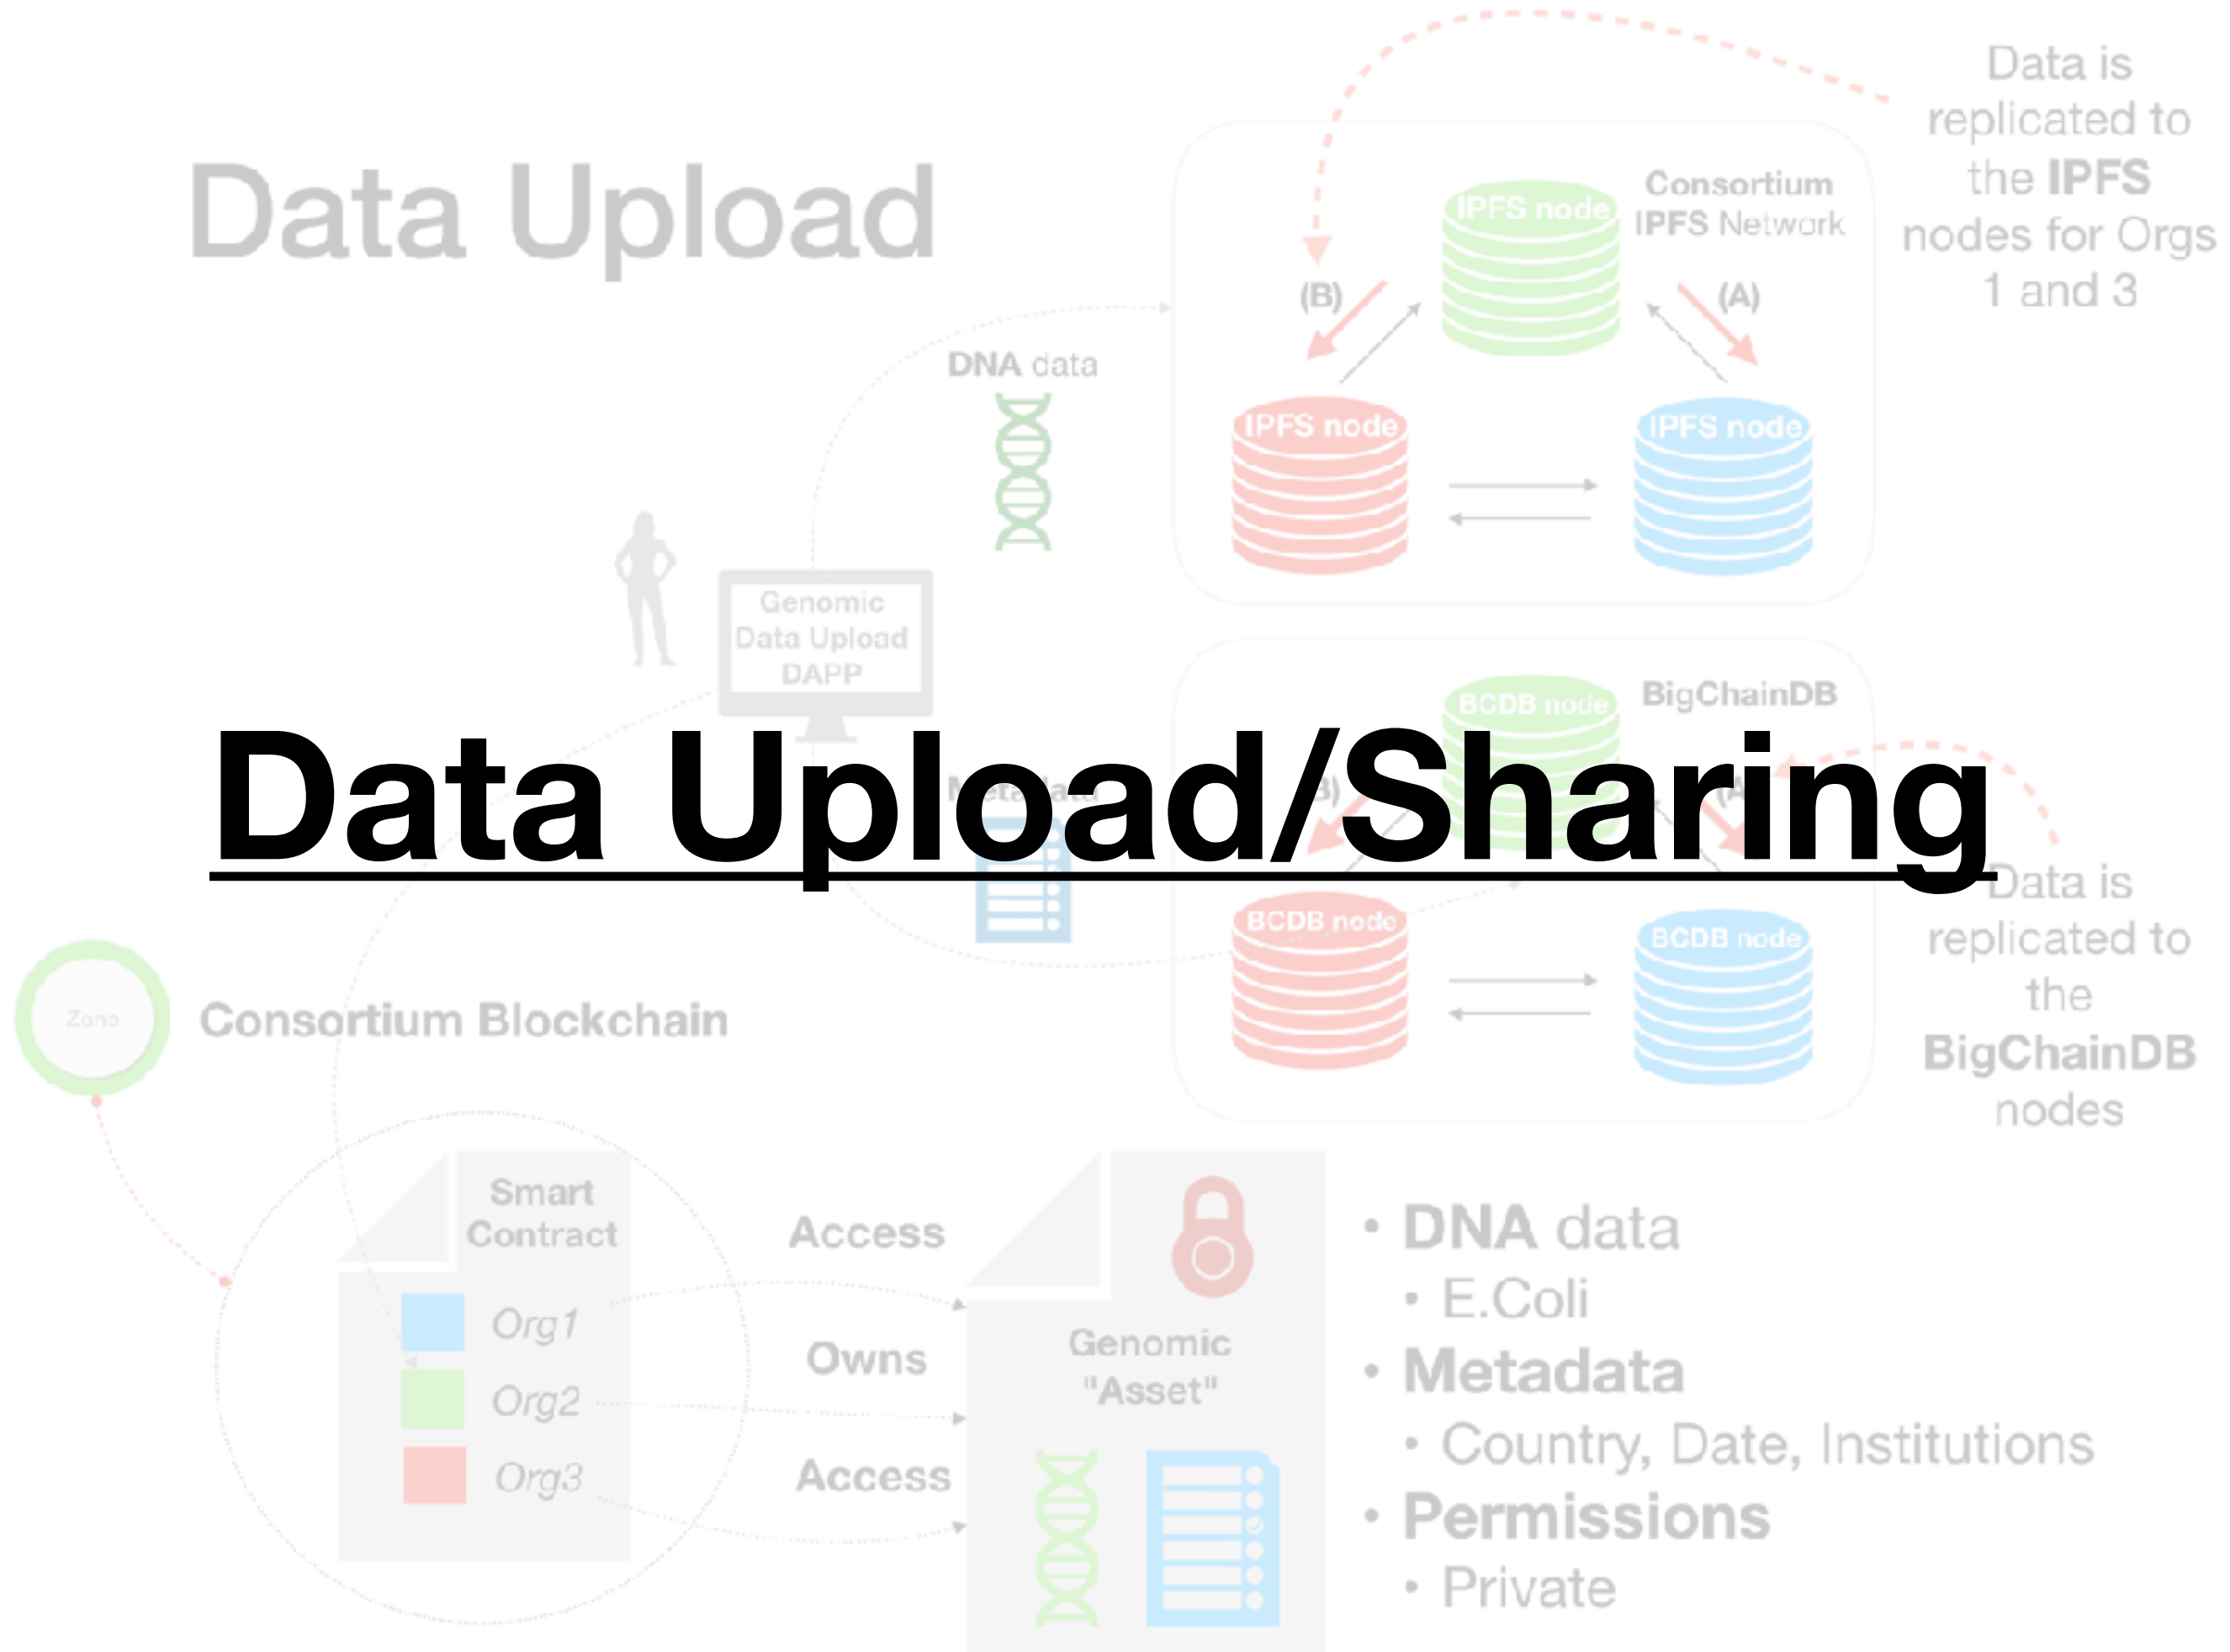 Data Upload
Data is
replicated to
the IPFS
nodes for Orgs
1 and 3
Consortium
IPFS Network
IPFS node
(B)
(A)
DNA data
IPFS node
IPFS node
Genomic
Data Upload
DAPP
BigChainDB
BCDB node
Data Upload/Sharing
Metadata
(B)
(A)
BCDB node
BCDB node
Data is
replicated to
the
BigChainDB
nodes
Zone
Consortium Blockchain
Smart
Contract
Org1
Org2
Org3
Access
Owns
Access
Genomic
"Asset"
• DNA data
• E.Coli
• Metadata
• Country, Date, Institutions
• Permissions
• Private